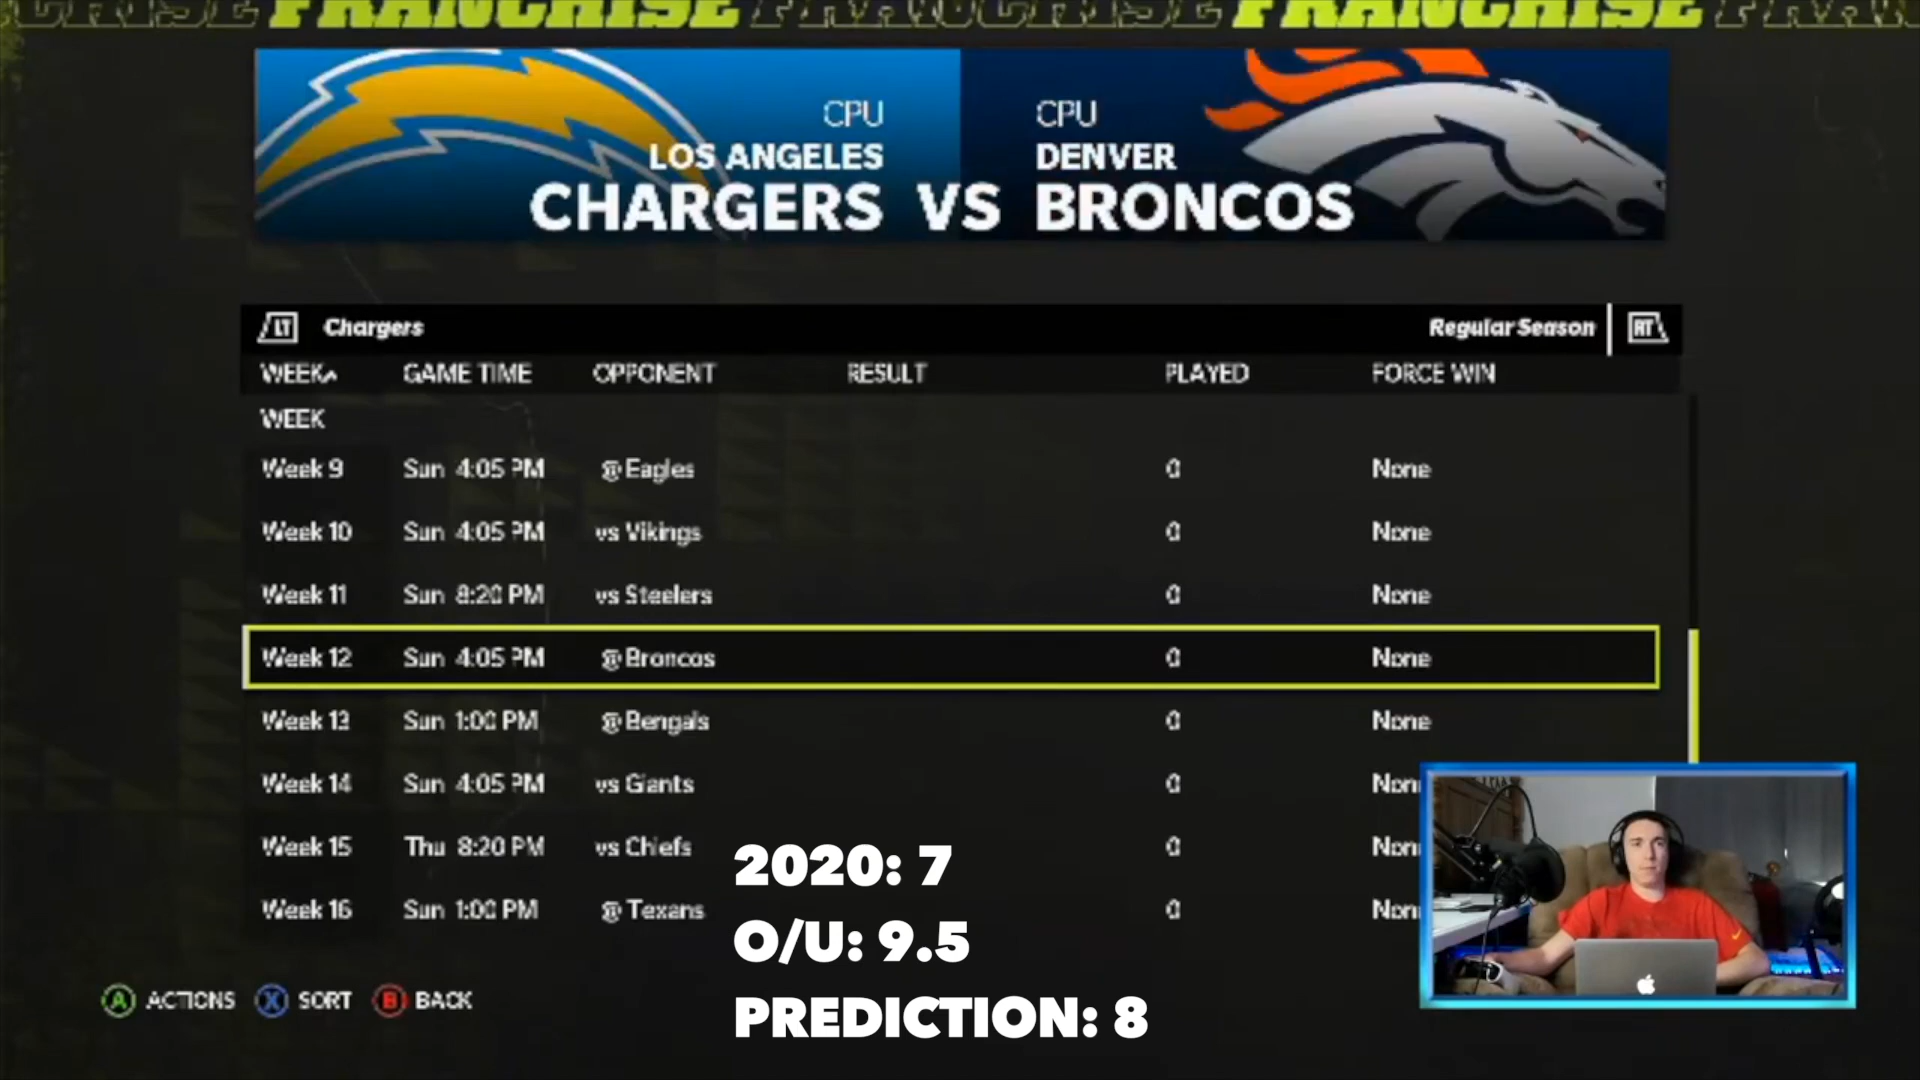 CHISE FRANCHISE FRANCHISE FRANCHISE FRAN
CPU
LOS ANGELES
CHARGERS VS
CPU
DENVER
BRONCOS
LT Chargers Regular Season RT
WEEK GAME TIME OPPONENT RESULT PLAYED FORCE WIN
WEEK
Week 9 Sun 4:05 PM @ Eagles 0 None
Week 10 Sun 4:05 PM vs Vikings 0 None
Week 11 Sun 8:20 PM vs Steelers 0 None
Week 12 Sun 4:05 PM @ Broncos 0 None
Week 13 Sun 1:00 PM @ Bengals 0 None
Week 14 Sun 4:05 PM vs Giants 0 Non
Week 15 Thu 8:20 PM vs Chiefs 0 Non
Week 16 Sun 1:00 PM @ Texans 0 Non
2020: 7
O/U: 9.5
PREDICTION: 8
A ACTIONS X SORT B BACK